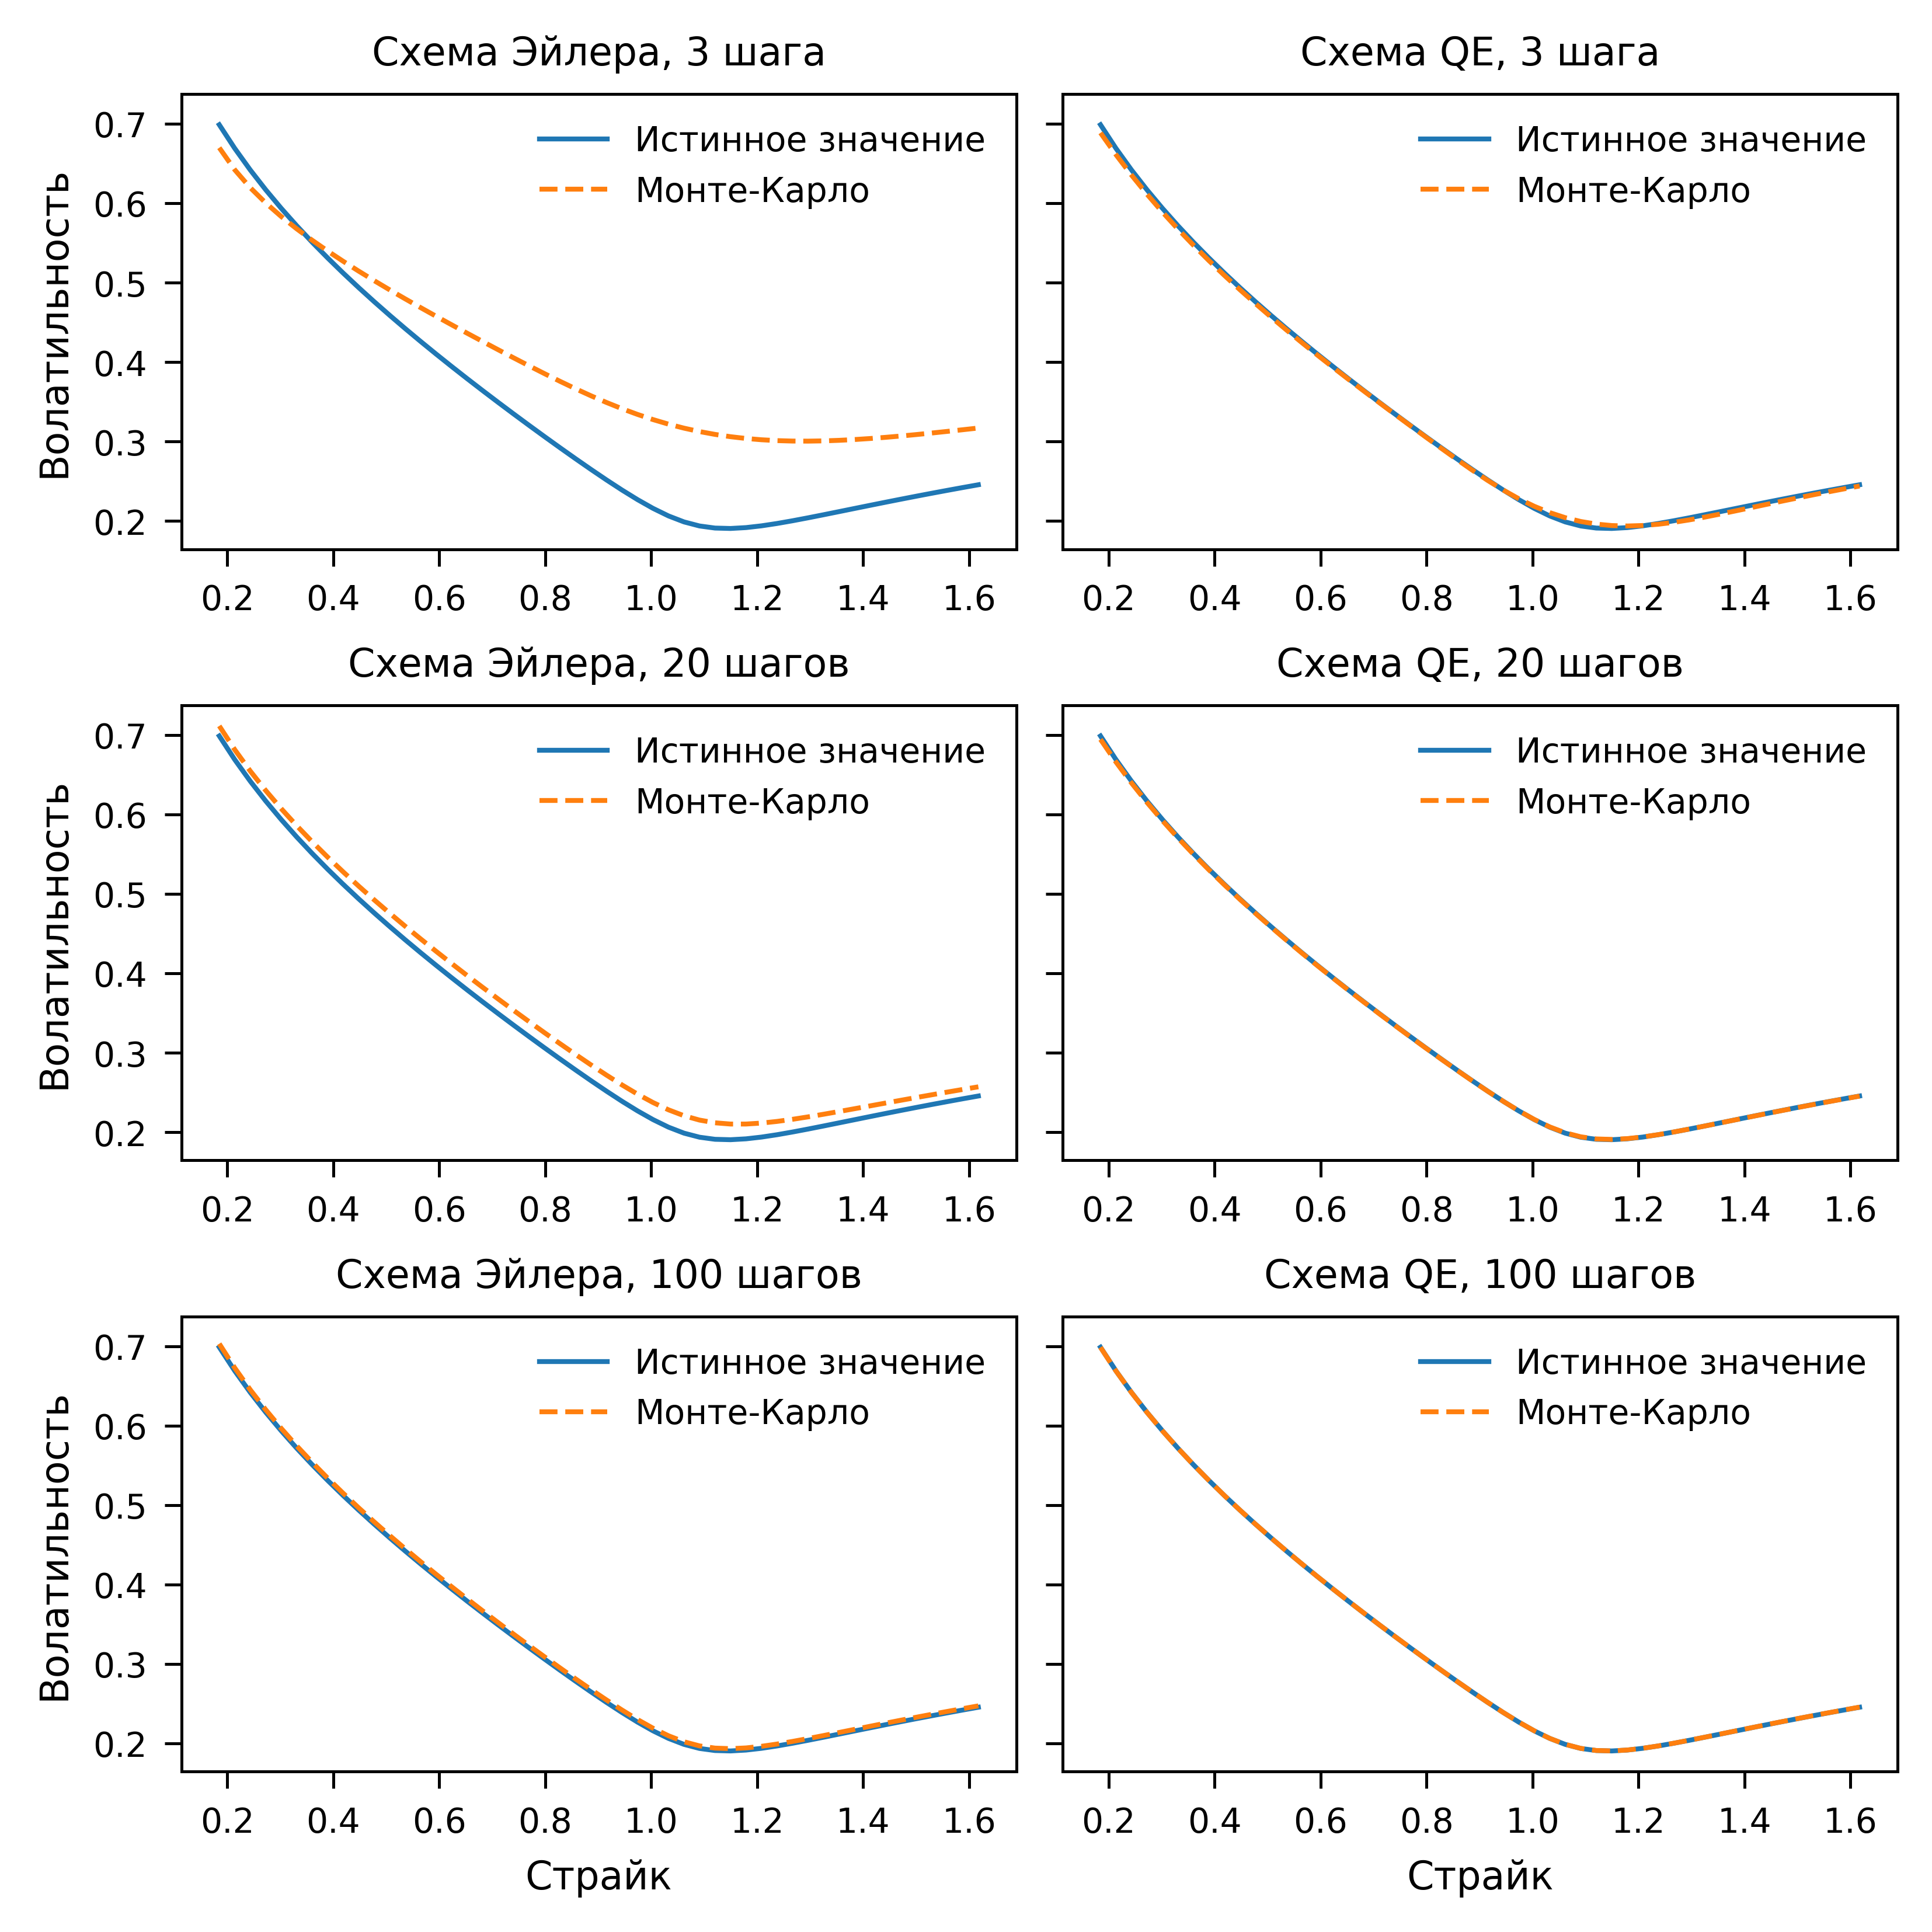 Схема Эйлера, 3 шага
Волатильность
0.7
0.6
0.5
0.4
0.3
0.2
Истинное значение
Монте-Карло
0.2 0.4 0.6 0.8 1.0 1.2 1.4 1.6
Схема QE, 3 шага
Истинное значение
Монте-Карло
0.2 0.4 0.6 0.8 1.0 1.2 1.4 1.6
Схема Эйлера, 20 шагов
Волатильность
0.7
0.6
0.5
0.4
0.3
0.2
Истинное значение
Монте-Карло
0.2 0.4 0.6 0.8 1.0 1.2 1.4 1.6
Схема QE, 20 шагов
Истинное значение
Монте-Карло
0.2 0.4 0.6 0.8 1.0 1.2 1.4 1.6
Схема Эйлера, 100 шагов
Волатильность
0.7
0.6
0.5
0.4
0.3
0.2
Истинное значение
Монте-Карло
0.2 0.4 0.6 0.8 1.0 1.2 1.4 1.6
Страйк
Схема QE, 100 шагов
Истинное значение
Монте-Карло
0.2 0.4 0.6 0.8 1.0 1.2 1.4 1.6
Страйк